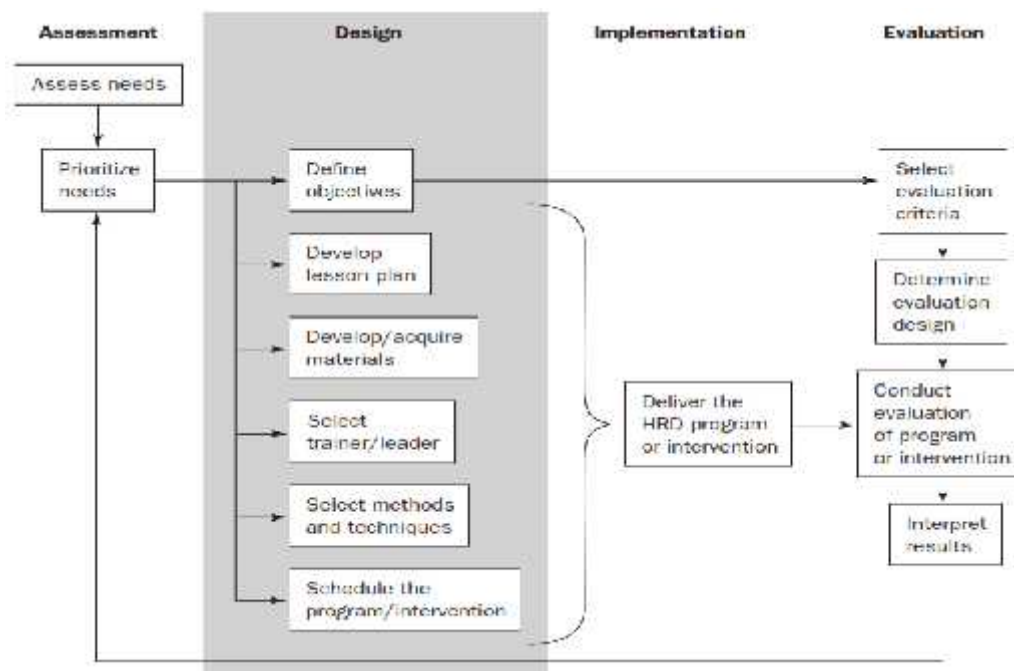 Assessment
Design
Implementation
Evaluation
Assess needs
Prioritize
needs
Define
objectives
Develop
lesson plan
Develop/acquire
materials
Select
trainer/leader
Select methods
and techniques
Schedule the
program/intervention
Deliver the
HRD program
or intervention
Select
evaluation
criteria
Determine
evaluation
design
Conduct
evaluation
of program
or intervention
Interpret
results